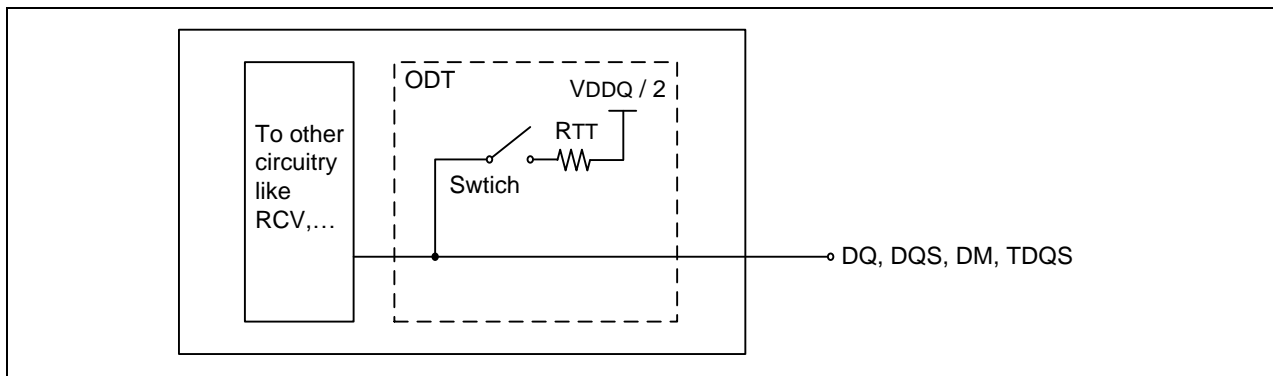 ODT
VDDQ / 2
RTT
Swtich
To other
circuitry
like
RCV,…
DQ, DQS, DM, TDQS